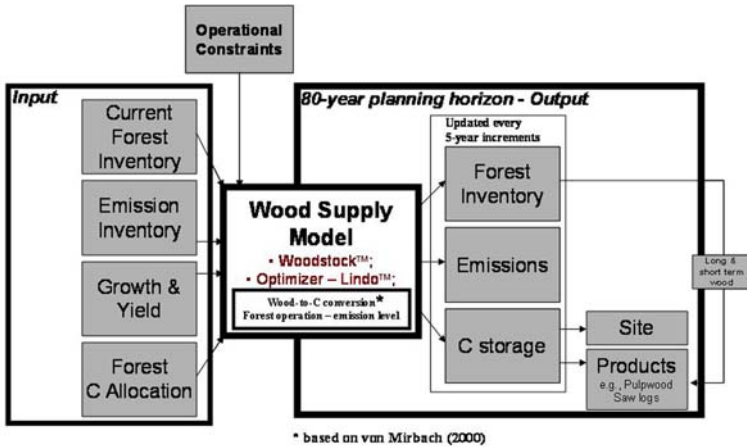 Operational
Constraints
Input
Current
Forest
Inventory
Emission
Inventory
Growth &
Yield
Forest
C Allocation
Wood Supply
Model
• Woodstock™;
• Optimizer – Lindo™;
Wood-to-C conversion*
Forest operation – emission level
80-year planning horizon - Output
Updated every
5-year increments
Forest
Inventory
Emissions
C storage
Long &
short term
wood
Site
Products
e.g., Pulpwood
Saw logs
* based on von Mirbach (2000)